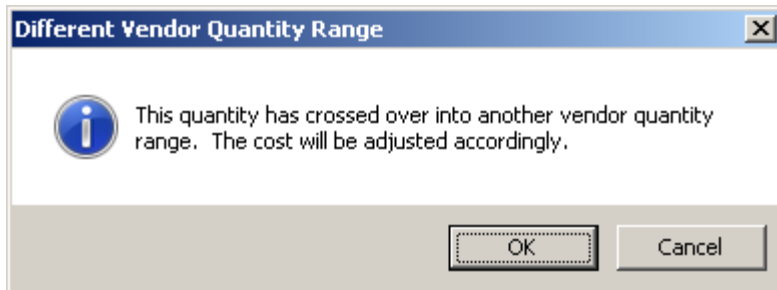 Different Vendor Quantity Range
This quantity has crossed over into another vendor quantity
range.  The cost will be adjusted accordingly.
OK
Cancel